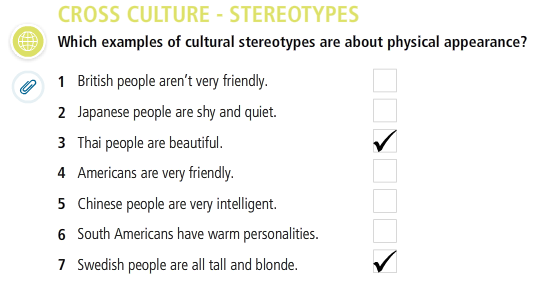 CROSS CULTURE - STEREOTYPES
Which examples of cultural stereotypes are about physical appearance?
1 British people aren't very friendly.
2 Japanese people are shy and quiet.
3 Thai people are beautiful.
4 Americans are very friendly.
5 Chinese people are very intelligent.
6 South Americans have warm personalities.
7 Swedish people are all tall and blonde.